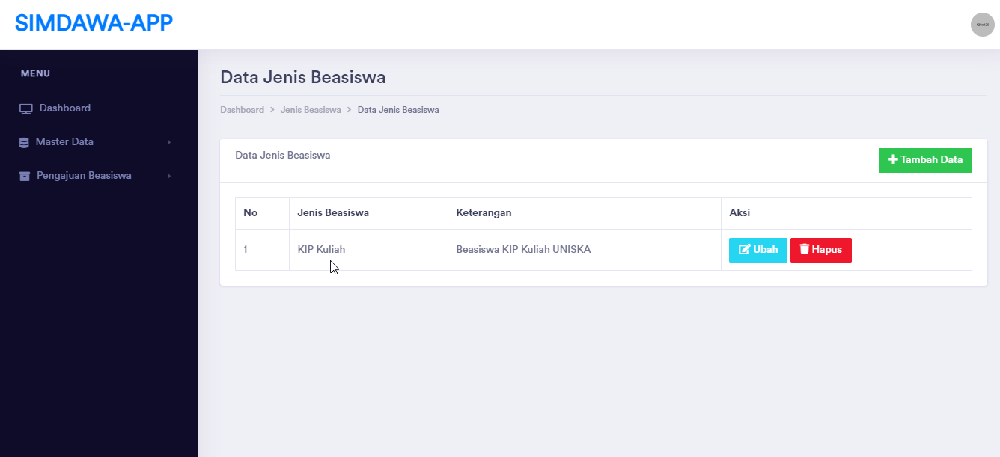 SIMDAWA-APP
MENU
Dashboard
Master Data
Pengajuan Beasiswa
Data Jenis Beasiswa
Dashboard > Jenis Beasiswa > Data Jenis Beasiswa
Data Jenis Beasiswa
Tambah Data
No Jenis Beasiswa Keterangan Aksi
1 KIP Kuliah Beasiswa KIP Kuliah UNISKA Ubah Hapus